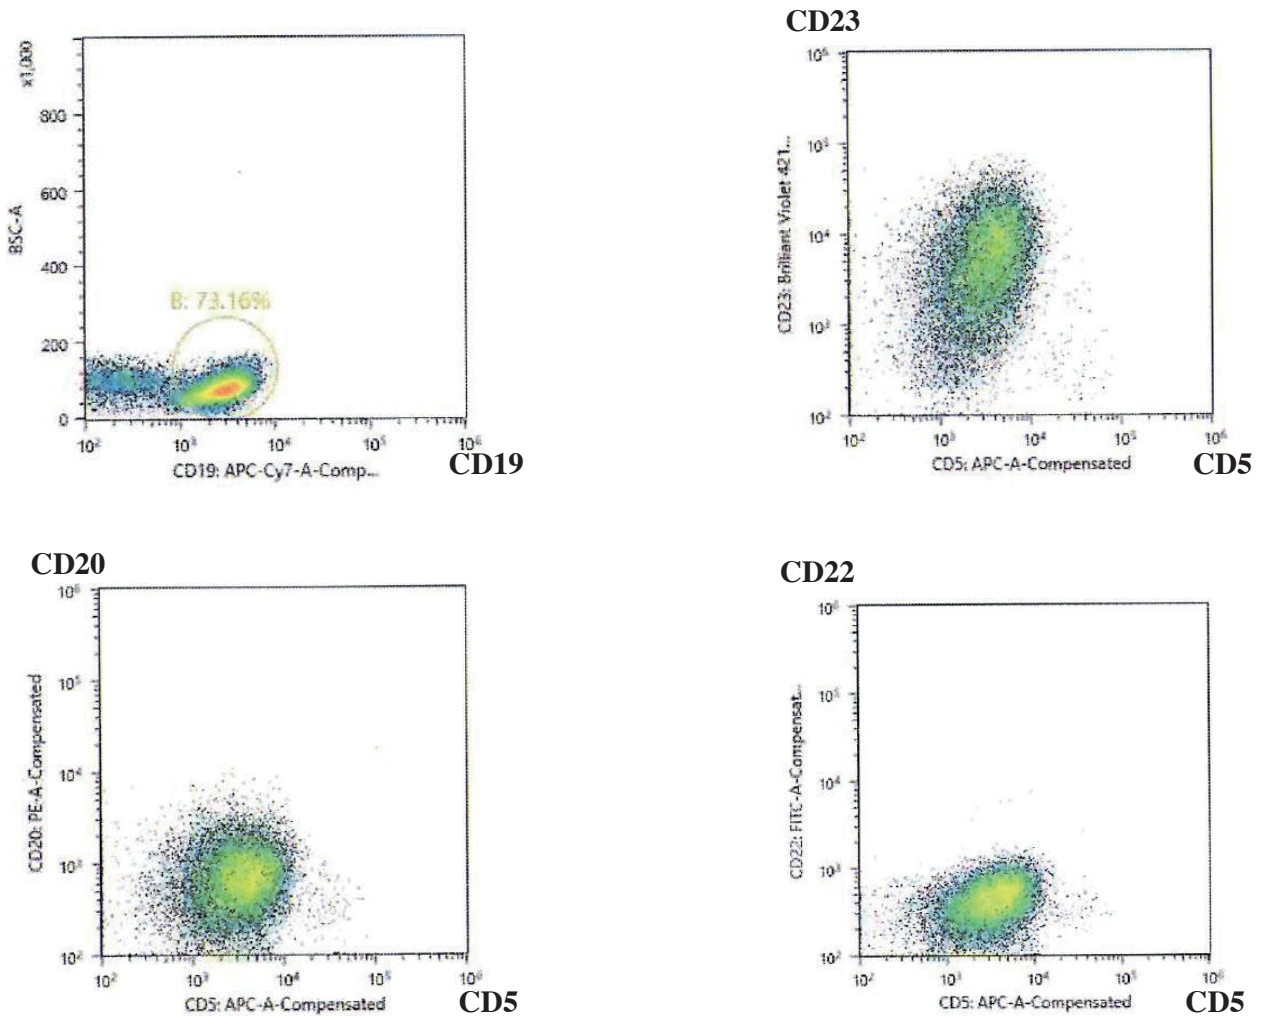 x1,000
800
600
400
200
0
BSC-A
B: 73.16%
10² 10³ 10⁴ 10⁵ 10⁶
CD19: APC-Cy7-A-Comp...
CD19
CD23
10⁶
10⁵
10⁴
10³
10²
CD23: Brilliant Violet 421...
10² 10³ 10⁴ 10⁵ 10⁶
CD5: APC-A-Compensated
CD5
CD20
10⁶
10⁵
10⁴
10³
10²
CD20: PE-A-Compensated
10² 10³ 10⁴ 10⁵ 10⁶
CD5: APC-A-Compensated
CD5
CD22
10⁶
10⁵
10⁴
10³
10²
CD22: FITC-A-Compensat...
10² 10³ 10⁴ 10⁵ 10⁶
CD5: APC-A-Compensated
CD5